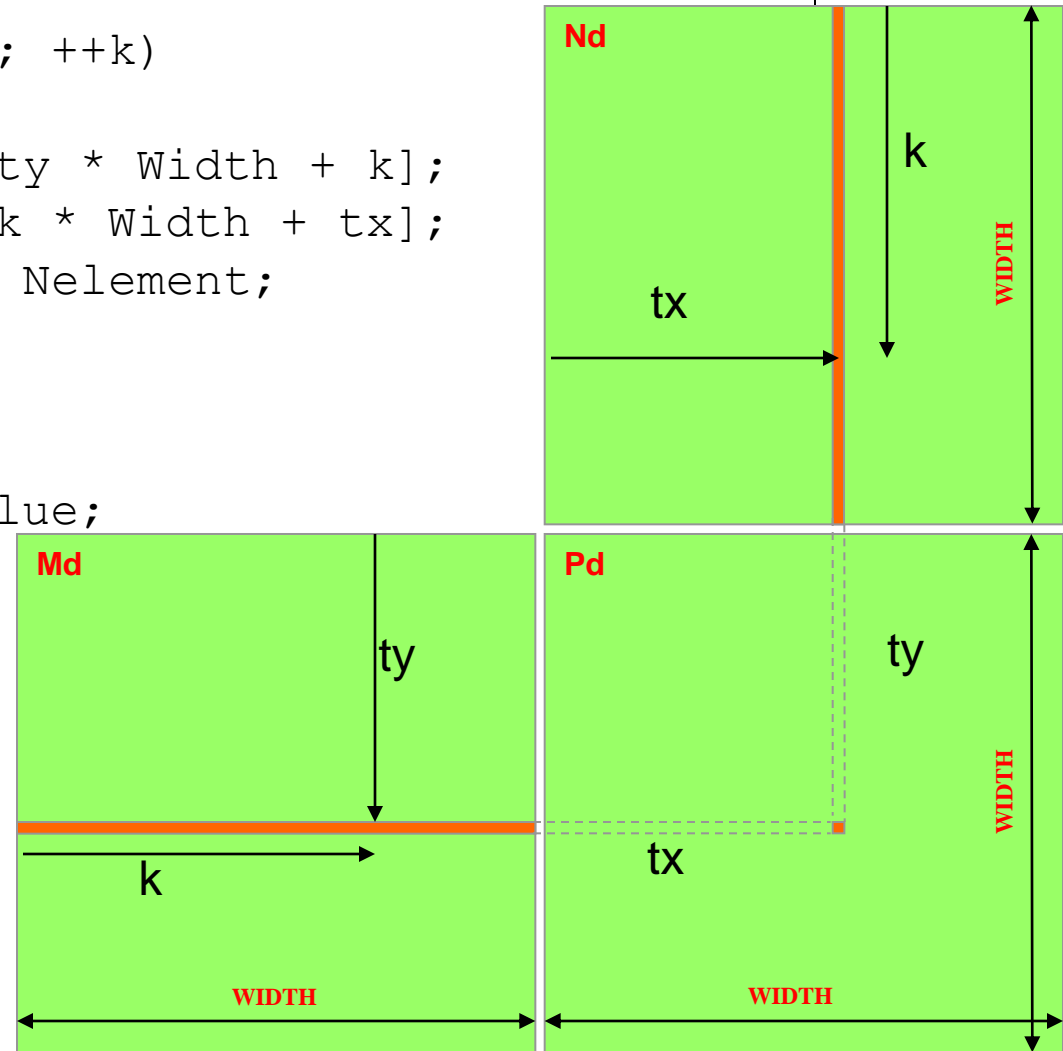 ; ++k)
ty * Width + k];
k * Width + tx];
Nelement;
lue;
Nd
k
WIDTH
tx
Md
ty
k
WIDTH
Pd
ty
WIDTH
tx
WIDTH